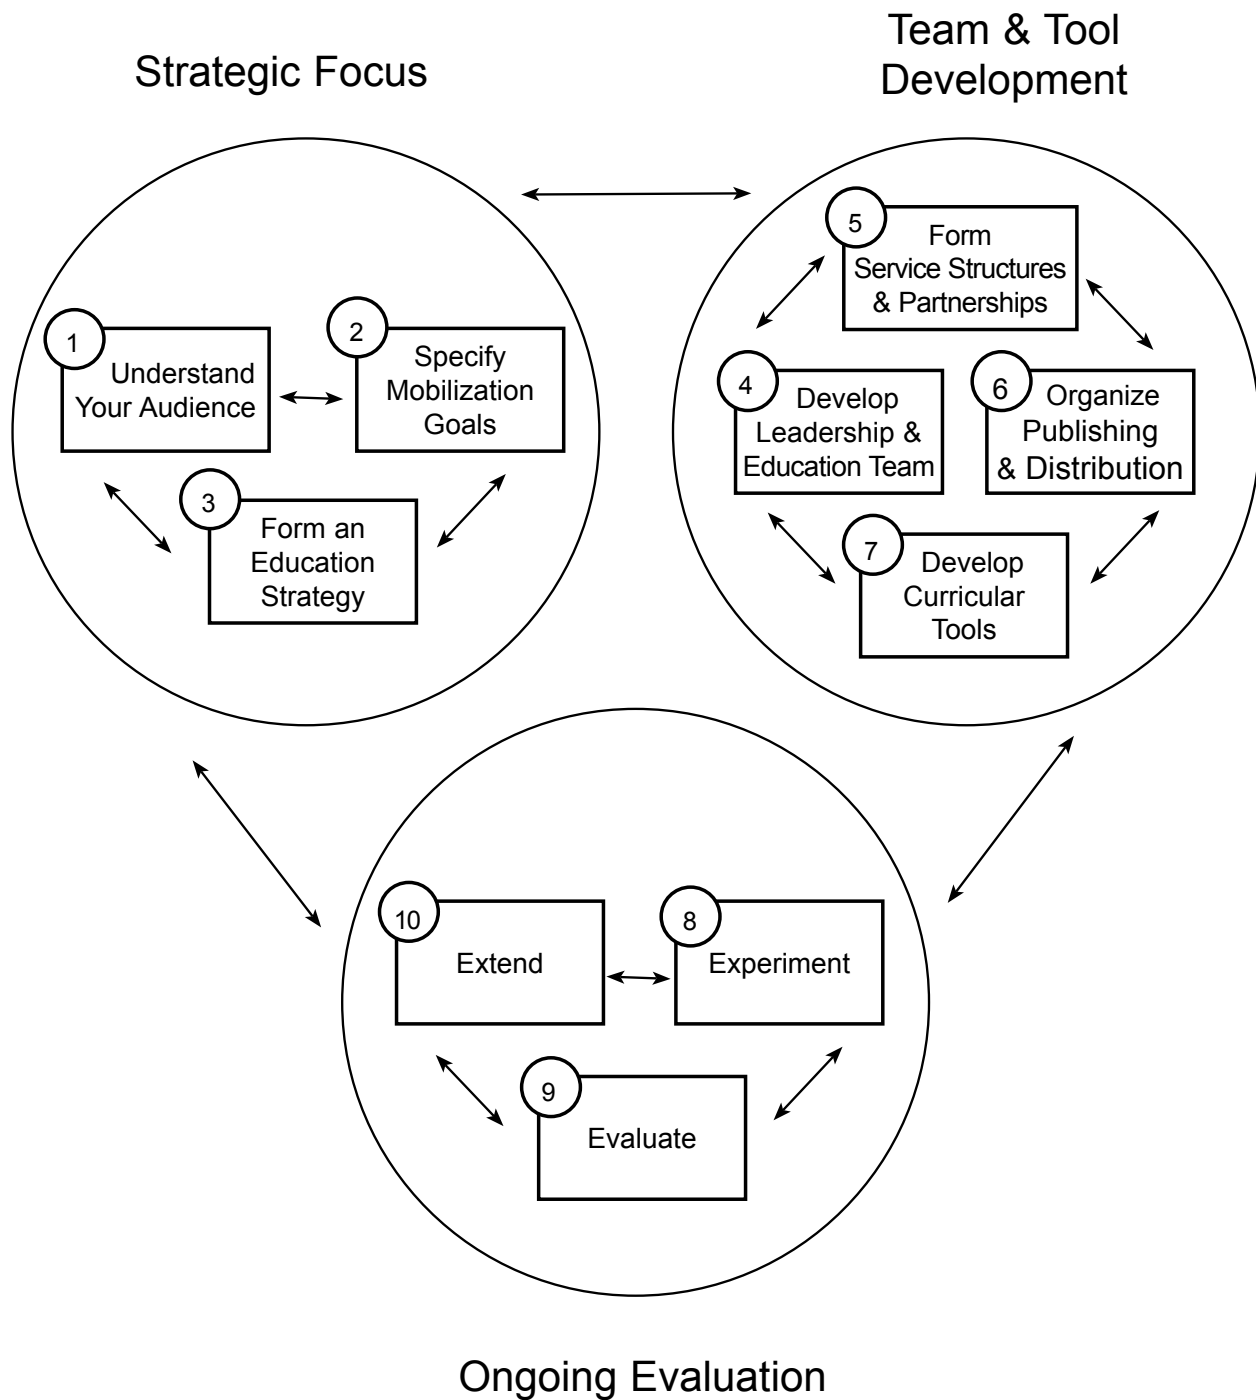 Strategic Focus
Team & Tool
Development
1
Understand
Your Audience
2
Specify
Mobilization
Goals
3
Form an
Education
Strategy
4
Develop
Leadership &
Education Team
5
Form
Service Structures
& Partnerships
6
Organize
Publishing
& Distribution
7
Develop
Curricular
Tools
8
Experiment
9
Evaluate
10
Extend
Ongoing Evaluation